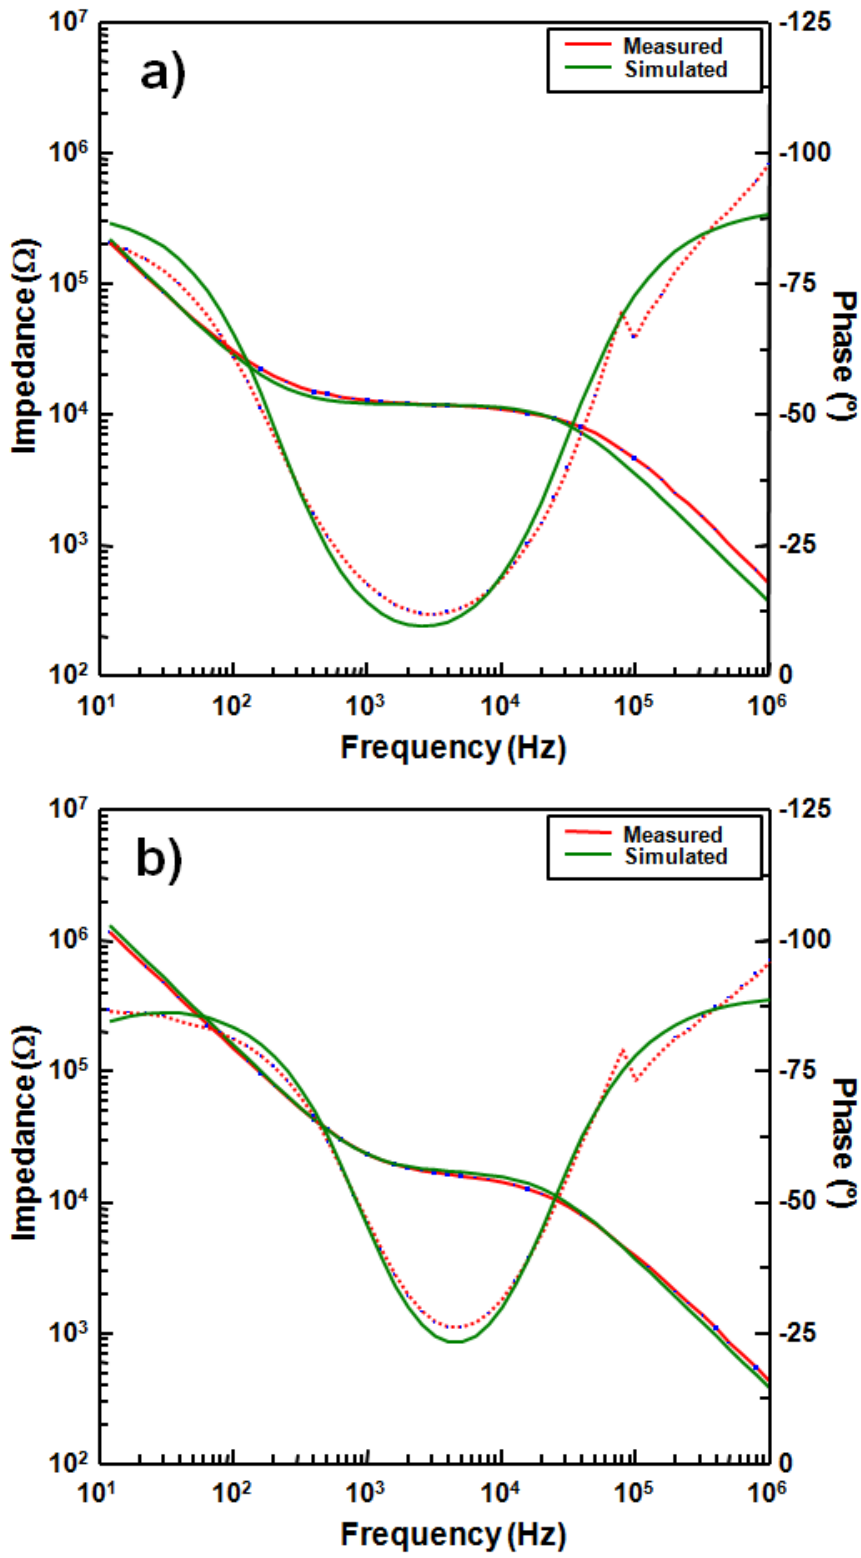 a)
Measured
Simulated
10⁷
10⁶
10⁵
10⁴
10³
10²
Impedance (Ω)
-125
-100
-75
-50
-25
0
Phase (º)
10¹ 10² 10³ 10⁴ 10⁵ 10⁶
Frequency (Hz)
b)
Measured
Simulated
10⁷
10⁶
10⁵
10⁴
10³
10²
Impedance (Ω)
-125
-100
-75
-50
-25
0
Phase (º)
10¹ 10² 10³ 10⁴ 10⁵ 10⁶
Frequency (Hz)